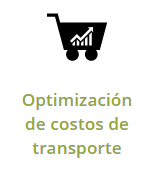 Optimización
de costos de
transporte